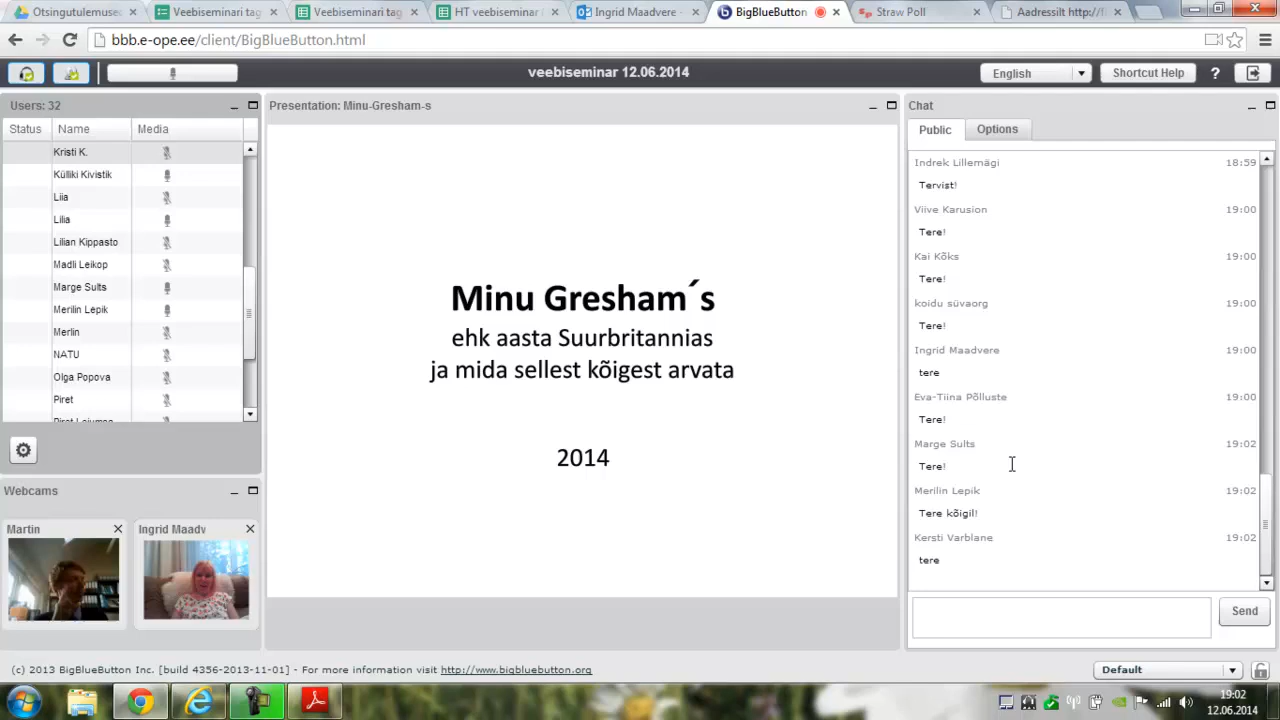 Otsingutulemused
Veebiseminari tag
Veebiseminari tag
HT veebiseminar
Ingrid Maadvere -
BigBlueButton
Straw Poll
Aadressilt http://
bbb.e-ope.ee/client/BigBlueButton.html
veebiseminar 12.06.2014
English
Shortcut Help
?
Users: 32
Status Name Media
Kristi K.
Külliki Kivistik
Liia
Lilia
Lilian Kippasto
Madli Leikop
Marge Sults
Merilin Lepik
Merlin
NATU
Olga Popova
Piret
Webcams
Martin
Ingrid Maadv
Presentation: Minu-Gresham-s
Minu Gresham´s
ehk aasta Suurbritannias
ja mida sellest kõigest arvata
2014
Chat
Public Options
Indrek Lillemägi 18:59
Tervist!
Viive Karusion 19:00
Tere!
Kai Kõks 19:00
Tere!
koidu süvaorg 19:00
Tere!
Ingrid Maadvere 19:00
tere
Eva-Tiina Põlluste 19:00
Tere!
Marge Sults 19:02
Tere!
Merilin Lepik 19:02
Tere kõigil!
Kersti Varblane 19:02
tere
Send
(c) 2013 BigBlueButton Inc. [build 4356-2013-11-01] - For more information visit http://www.bigbluebutton.org
Default
19:02
12.06.2014